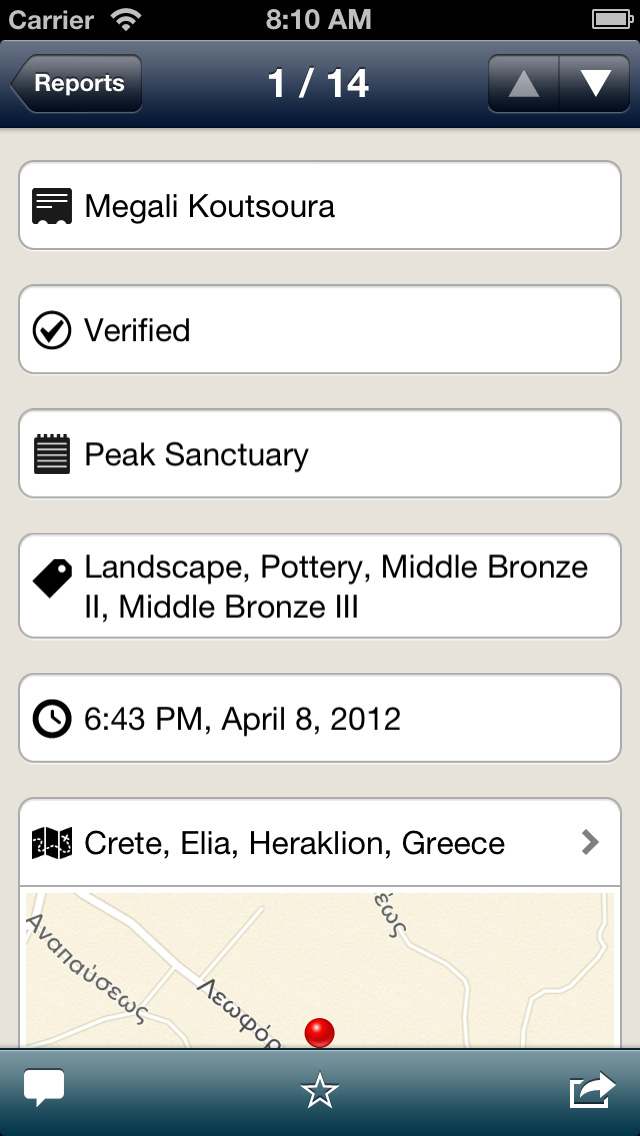 Carrier 8:10 AM
Reports 1 / 14
Megali Koutsoura
Verified
Peak Sanctuary
Landscape, Pottery, Middle Bronze
II, Middle Bronze III
6:43 PM, April 8, 2012
Crete, Elia, Heraklion, Greece
Αναπαύσεως
Λεωφόρ
έως